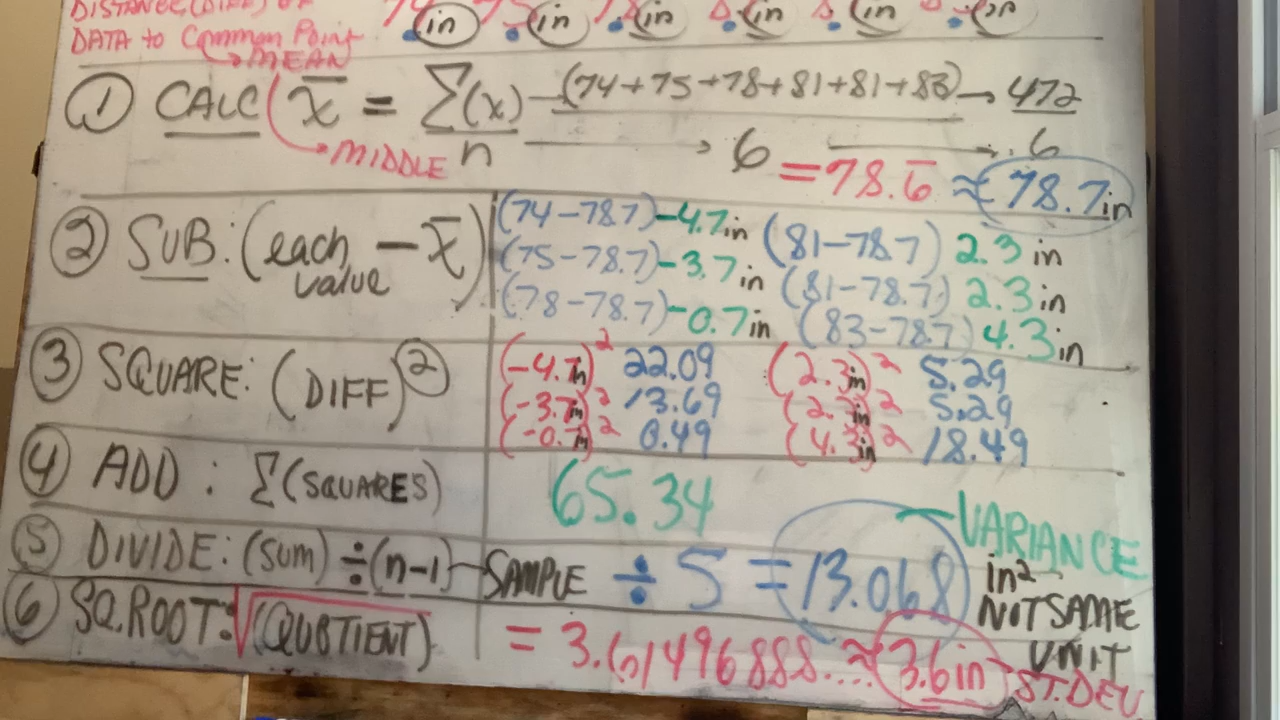 DISTANCE (DIFF) OF
DATA to Common Point
→ MEAN
in in in in in in
① CALC ( x̄ = Σ(x) / n → (74+75+78+81+81+83) / 6 → 472 / 6
→ MIDDLE
= 78.6̄ ≈ 78.7in
② SUB: (each value − x̄)
(74−78.7) −4.7in (81−78.7) 2.3 in
(75−78.7) −3.7in (81−78.7) 2.3in
(78−78.7) −0.7in (83−78.7) 4.3in
③ SQUARE: (DIFF)②
(−4.7in)² 22.09 (2.3in)² 5.29
(−3.7in)² 13.69 (2.3in)² 5.29
(−0.7in)² 0.49 (4.3in)² 18.49
④ ADD : Σ(SQUARES) 65.34
⑤ DIVIDE: (SUM) ÷ (n−1) − SAMPLE ÷ 5 = 13.068
VARIANCE
in²
NOT SAME
UNIT
⑥ SQ.ROOT: √(QUOTIENT) = 3.61496888... ≈ 3.6in ST.DEV